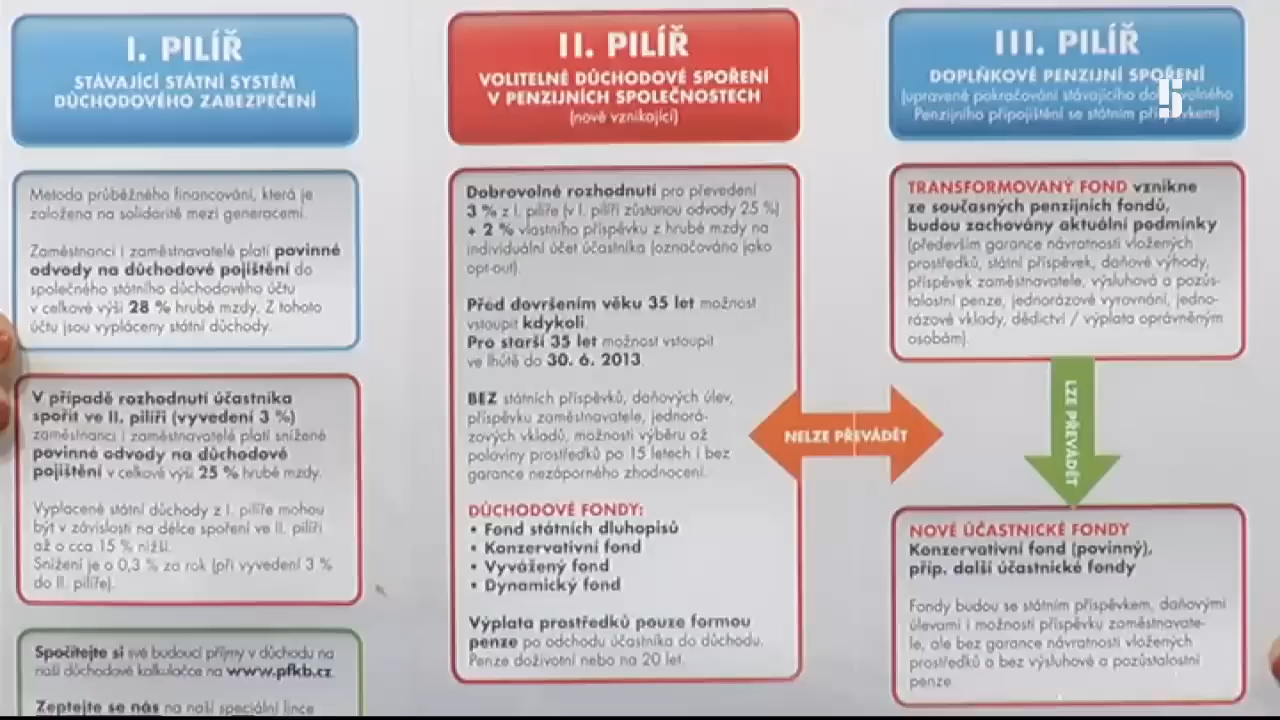 I. PILÍŘ
STÁVAJÍCÍ STÁTNÍ SYSTÉM
DŮCHODOVÉHO ZABEZPEČENÍ
Metoda průběžného financování, která je
založena na solidaritě mezi generacemi.
Zaměstnanci i zaměstnavatelé platí povinné
odvody na důchodové pojištění do
společného státního důchodového účtu
v celkové výši 28 % hrubé mzdy. Z tohoto
účtu jsou vypláceny státní důchody.
V případě rozhodnutí účastníka
spořit ve II. pilíři (vyvedení 3 %)
zaměstnanci i zaměstnavatelé platí snížené
povinné odvody na důchodové
pojištění v celkové výši 25 % hrubé mzdy.
Vyplacené státní důchody z I. pilíře mohou
být v závislosti na délce spoření ve II. pilíři
až o cca 15 % nižší.
Snížení je o 0,3 % za rok (při vyvedení 3 %
do II. pilíře).
Spočítejte si své budoucí příjmy v důchodu na
naší důchodové kalkulačce na www.pfkb.cz
Zeptejte se nás na naší speciální lince
II. PILÍŘ
VOLITELNÉ DŮCHODOVÉ SPOŘENÍ
V PENZIJNÍCH SPOLEČNOSTECH
(nově vznikající)
Dobrovolné rozhodnutí pro převedení
3 % z I. pilíře (v I. pilíři zůstanou odvody 25 %)
+ 2 % vlastního příspěvku z hrubé mzdy na
individuální účet účastníka (označováno jako
opt-out).
Před dovršením věku 35 let možnost
vstoupit kdykoli.
Pro starší 35 let možnost vstoupit
ve lhůtě do 30. 6. 2013.
BEZ státních příspěvků, daňových úlev,
příspěvku zaměstnavatele, jednorá-
zových vkladů, možnosti výběru až
poloviny prostředků po 15 letech i bez
garance nezáporného zhodnocení.
DŮCHODOVÉ FONDY:
• Fond státních dluhopisů
• Konzervativní fond
• Vyvážený fond
• Dynamický fond
Výplata prostředků pouze formou
penze po odchodu účastníka do důchodu.
Penze doživotní nebo na 20 let.
NELZE PŘEVÁDĚT
III. PILÍŘ
DOPLŇKOVÉ PENZIJNÍ SPOŘENÍ
(upravené pokračování stávajícího dobrovolného
Penzijního připojištění se státním příspěvkem)
TRANSFORMOVANÝ FOND vznikne
ze současných penzijních fondů,
budou zachovány aktuální podmínky
(především garance návratnosti vložených
prostředků, státní příspěvek, daňové výhody,
příspěvek zaměstnavatele, výsluhová a pozůs-
talostní penze, jednorázové vyrovnání, jedno-
rázové vklady, dědictví / výplata oprávněným
osobám).
LZE PŘEVÁDĚT
NOVÉ ÚČASTNICKÉ FONDY
Konzervativní fond (povinný),
příp. další účastnické fondy
Fondy budou se státním příspěvkem, daňovými
úlevami i možností příspěvku zaměstnavate-
le, ale bez garance návratnosti vložených
prostředků a bez výsluhové a pozůstalostní
penze.